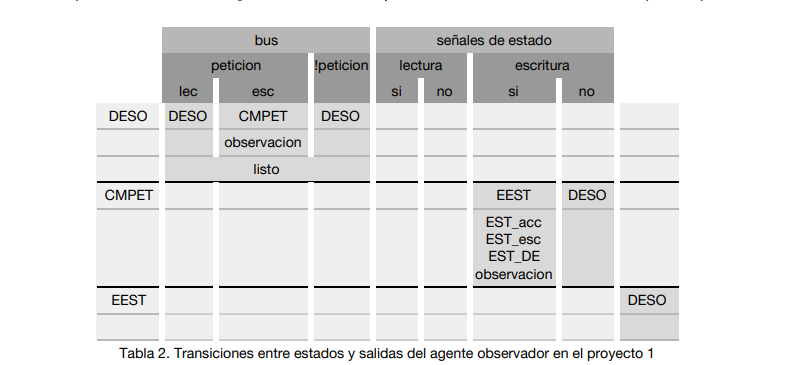 bus señales de estado
peticion !peticion lectura escritura
lec esc si no si no
DESO DESO CMPET DESO
observacion
listo
CMPET EEST DESO
EST_acc
EST_esc
EST_DE
observacion
EEST DESO
Tabla 2. Transiciones entre estados y salidas del agente observador en el proyecto 1